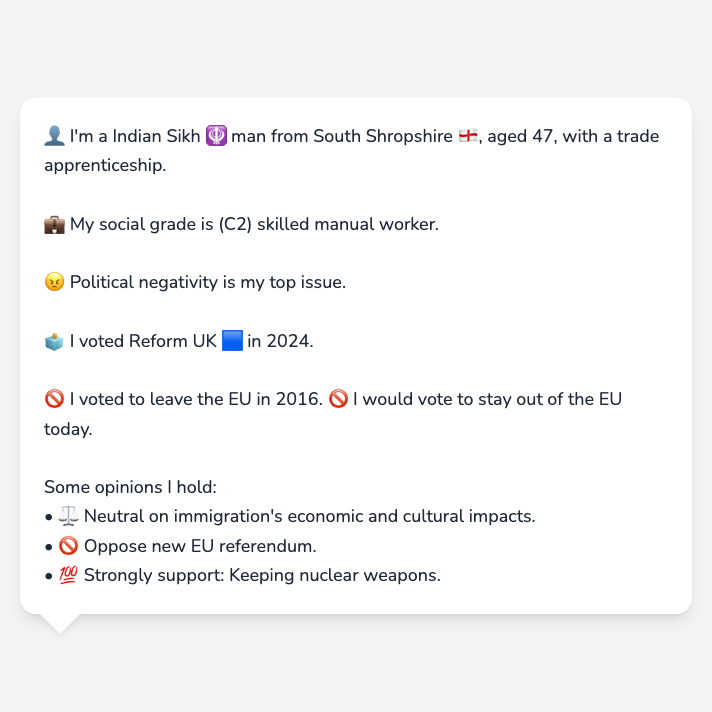 👤 I'm a Indian Sikh 🪯 man from South Shropshire 🏴󠁧󠁢󠁥󠁮󠁧󠁿, aged 47, with a trade
apprenticeship.
💼 My social grade is (C2) skilled manual worker.
😠 Political negativity is my top issue.
🗳️ I voted Reform UK 🟦 in 2024.
🚫 I voted to leave the EU in 2016. 🚫 I would vote to stay out of the EU
today.
Some opinions I hold:
• ⚖️ Neutral on immigration's economic and cultural impacts.
• 🚫 Oppose new EU referendum.
• 💯 Strongly support: Keeping nuclear weapons.